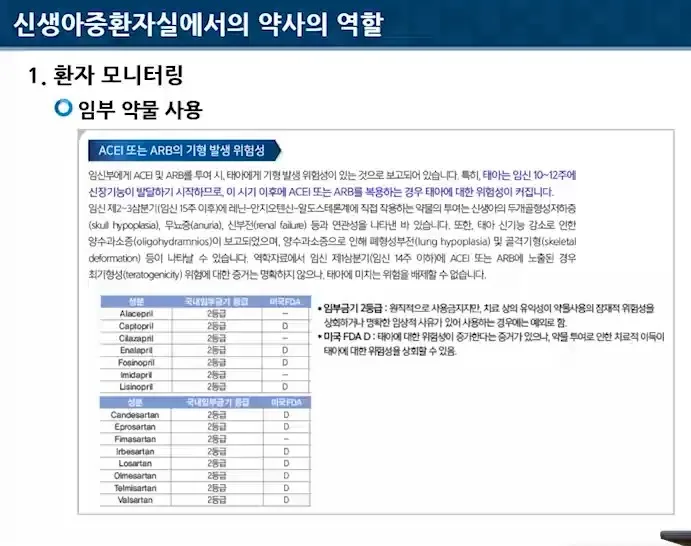 신생아중환자실에서의 약사의 역할
1. 환자 모니터링
임부 약물 사용
ACEI 또는 ARB의 기형 발생 위험성
임신부에게 ACEI 및 ARB를 투여 시, 태아에게 기형 발생 위험성이 있는 것으로 보고되어 있습니다. 특히, 태아는 임신 10~12주에
신장기능이 발달하기 시작하므로, 이 시기 이후에 ACEI 또는 ARB를 복용하는 경우 태아에 대한 위험성이 커집니다.
임신 제2~3삼분기(임신 15주 이후)에 레닌-안지오텐신-알도스테론계에 직접 작용하는 약물의 투여는 신생아의 두개골형성저하증
(skull hypoplasia), 무뇨증(anuria), 신부전(renal failure) 등과 연관성을 나타낸 바 있습니다. 또한, 태아 신기능 감소로 인한
양수과소증(oligohydramnios)이 보고되었으며, 양수과소증으로 인해 폐형성부전(lung hypoplasia) 및 골격기형(skeletal
deformation) 등이 나타날 수 있습니다. 역학자료에서 임신 제1삼분기(임신 14주 이하)에 ACEI 또는 ARB에 노출된 경우
최기형성(teratogenicity) 위험에 대한 증거는 명확하지 않으나, 태아에 미치는 위험을 배제할 수 없습니다.
성분 국내임부금기 등급 미국FDA
Alacepril 2등급 –
Captopril 2등급 D
Cilazapril 2등급 –
Enalapril 2등급 D
Fosinopril 2등급 D
Imidapril 2등급 –
Lisinopril 2등급 D
성분 국내임부금기 등급 미국FDA
Candesartan 2등급 D
Eprosartan 2등급 D
Fimasartan 2등급 –
Irbesartan 2등급 D
Losartan 2등급 D
Olmesartan 2등급 D
Telmisartan 2등급 D
Valsartan 2등급 D
• 임부금기 2등급 : 원칙적으로 사용금지지만, 치료 상의 유익성이 약물사용의 잠재적 위험성을
상회하거나 명확한 임상적 사유가 있어 사용하는 경우에는 예외로 함.
• 미국 FDA D : 태아에 대한 위험성이 증가한다는 증거가 있으나, 약물 투여로 인한 치료적 이득이
태아에 대한 위험성을 상회할 수 있음.